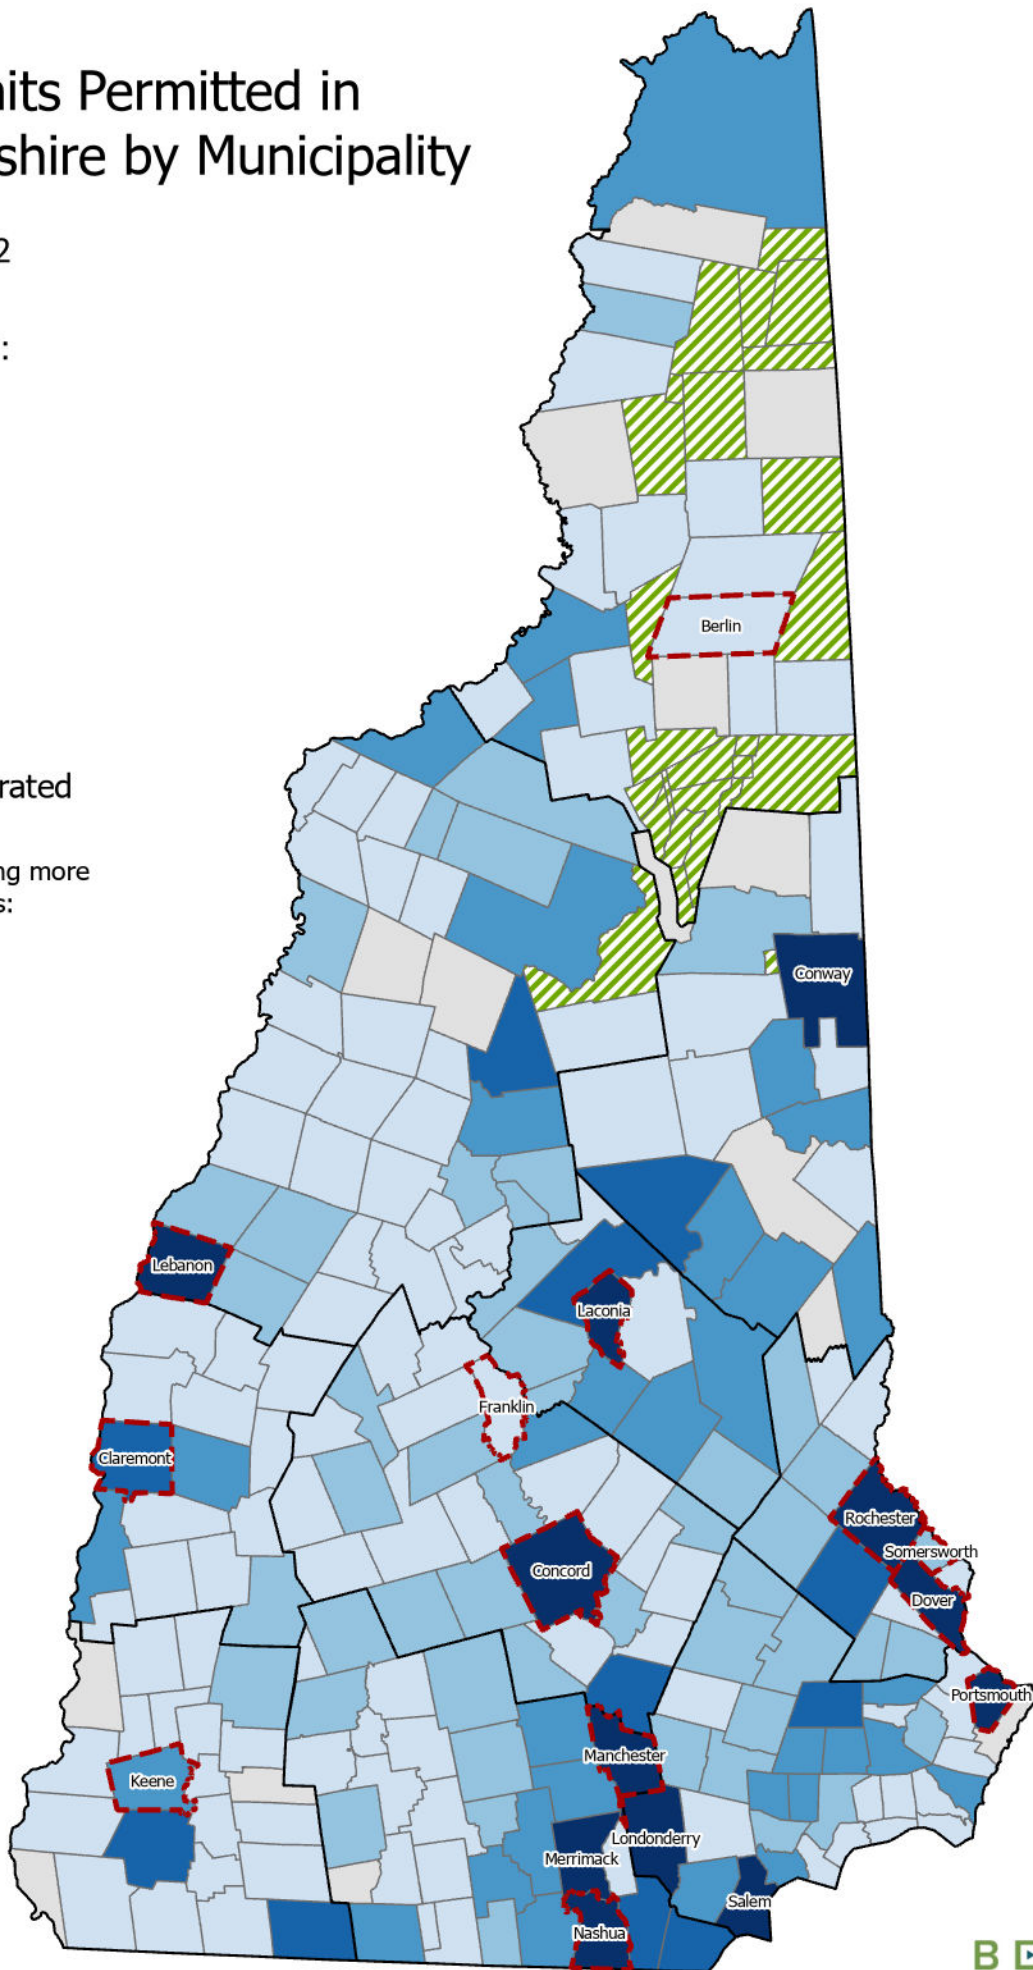 its Permitted in
shire by Municipality
2
:
rated
ng more
s:
Berlin
Conway
Lebanon
Laconia
Franklin
Claremont
Rochester
Somersworth
Concord
Dover
Portsmouth
Manchester
Keene
Londonderry
Merrimack
Salem
Nashua
B D